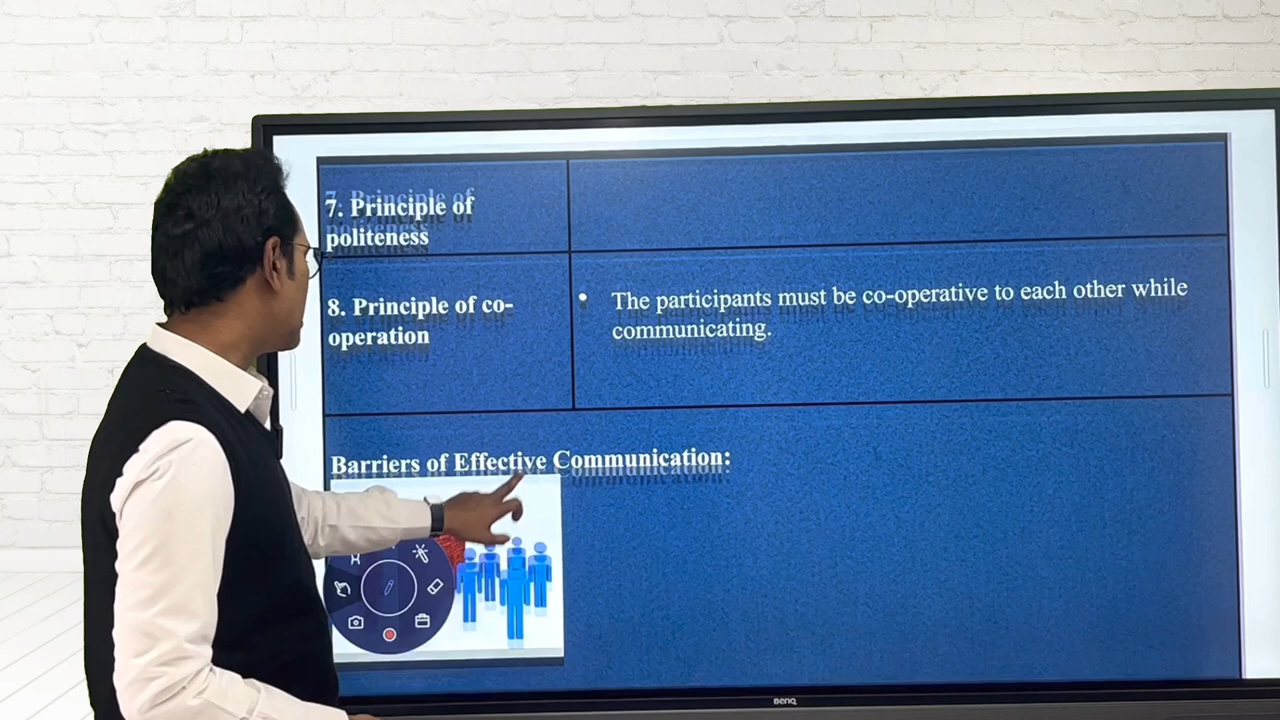 7. Principle of
politeness
8. Principle of co-
operation
• The participants must be co-operative to each other while
communicating.
Barriers of Effective Communication:
BenQ